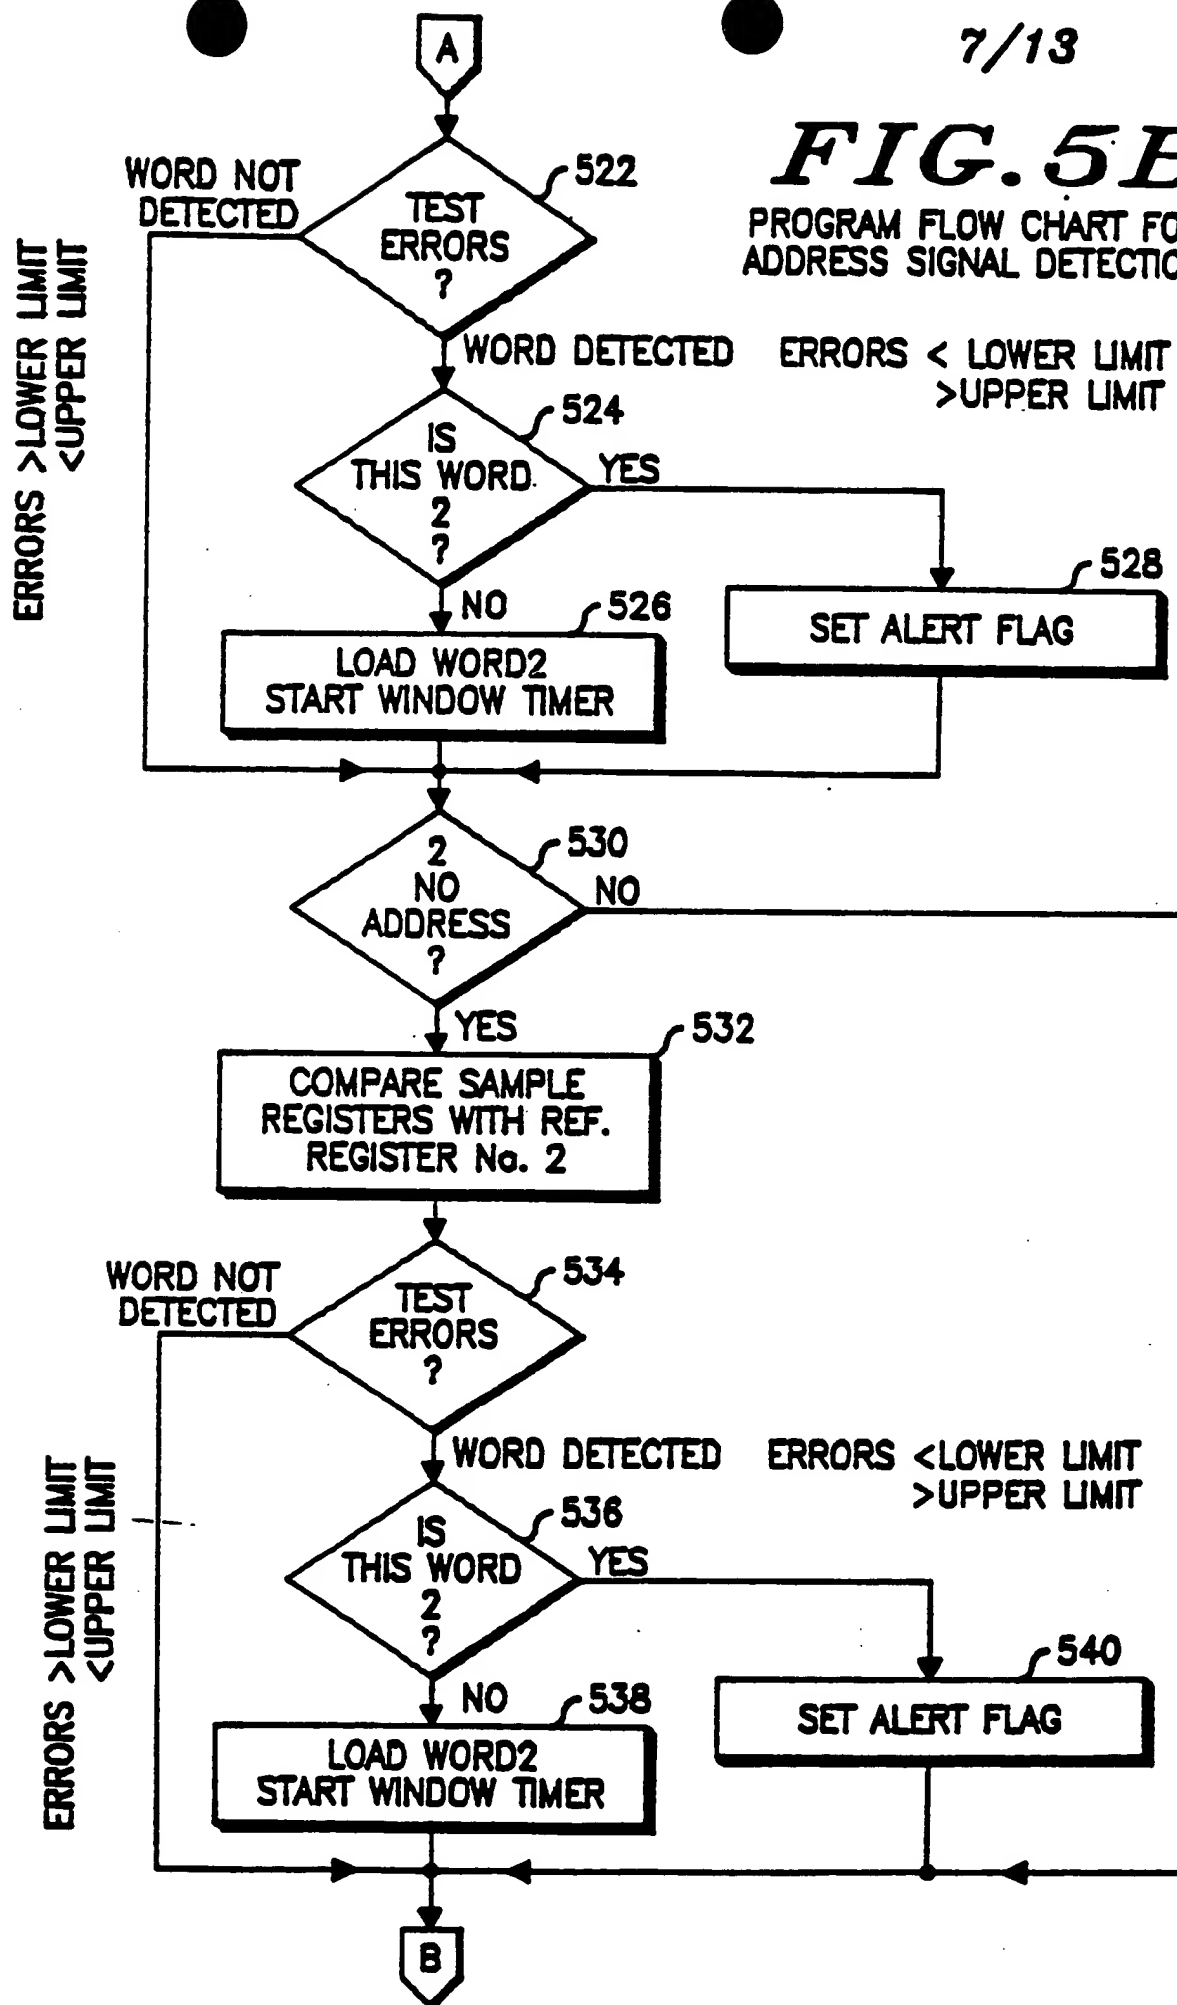 A
7/13
FIG. 5B
PROGRAM FLOW CHART FO
ADDRESS SIGNAL DETECTIO
WORD NOT
DETECTED
522
TEST
ERRORS
?
ERRORS >LOWER LIMIT
<UPPER LIMIT
WORD DETECTED ERRORS < LOWER LIMIT
>UPPER LIMIT
524
IS
THIS WORD
2
?
YES
NO
526
528
LOAD WORD2
START WINDOW TIMER
SET ALERT FLAG
530
2
NO
ADDRESS
?
NO
YES
532
COMPARE SAMPLE
REGISTERS WITH REF.
REGISTER No. 2
WORD NOT
DETECTED
534
TEST
ERRORS
?
ERRORS >LOWER LIMIT
<UPPER LIMIT
WORD DETECTED ERRORS <LOWER LIMIT
>UPPER LIMIT
536
IS
THIS WORD
2
?
YES
NO
538
540
LOAD WORD2
START WINDOW TIMER
SET ALERT FLAG
B